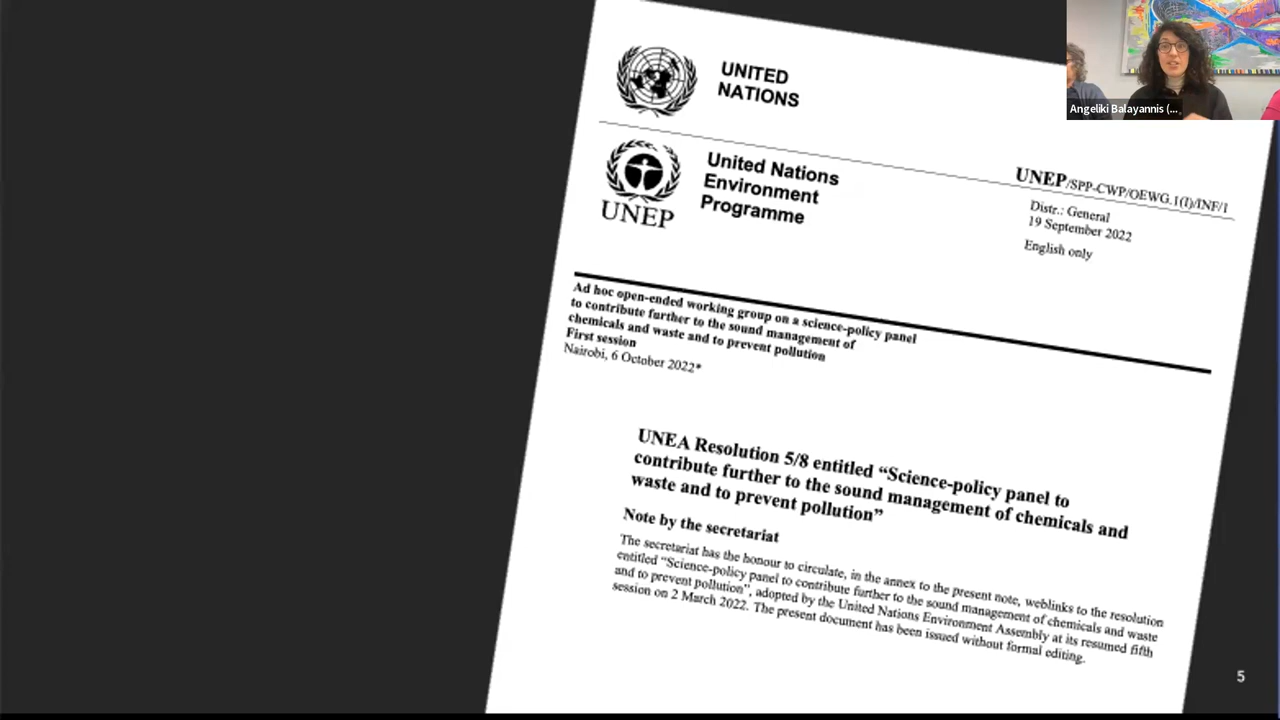 UNITED
NATIONS
United Nations
Environment
Programme
UNEP
UNEP/SPP-CWP/OEWG.1(I)/INF/1
Distr.: General
19 September 2022
English only
Ad hoc open-ended working group on a science-policy panel
to contribute further to the sound management of
chemicals and waste and to prevent pollution
First session
Nairobi, 6 October 2022*
UNEA Resolution 5/8 entitled “Science-policy panel to
contribute further to the sound management of chemicals and
waste and to prevent pollution”
Note by the secretariat
The secretariat has the honour to circulate, in the annex to the present note, weblinks to the resolution
entitled “Science-policy panel to contribute further to the sound management of chemicals and waste
and to prevent pollution”, adopted by the United Nations Environment Assembly at its resumed fifth
session on 2 March 2022. The present document has been issued without formal editing.
Angeliki Balayannis (...
5